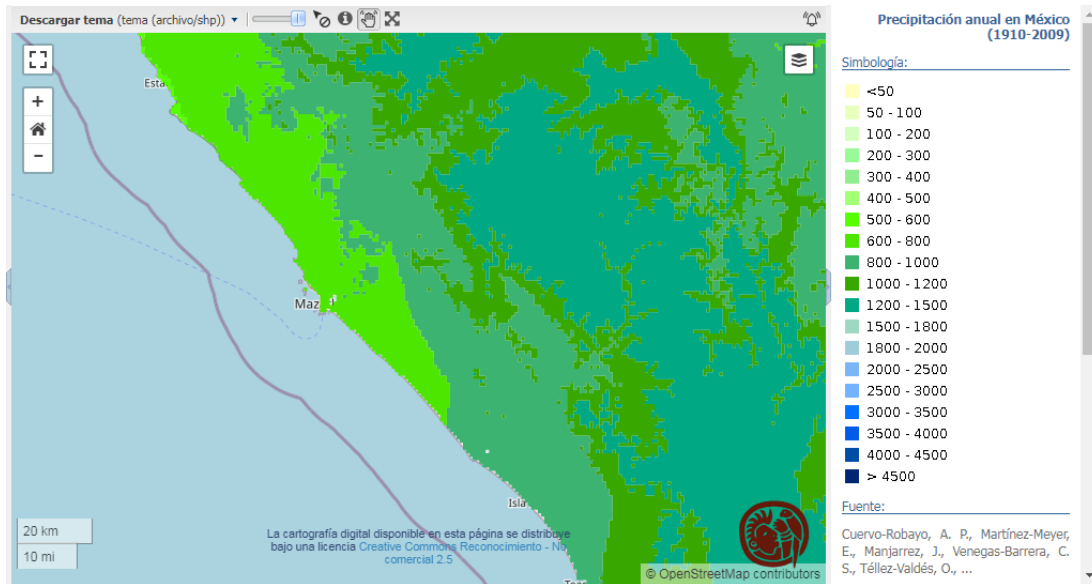 Descargar tema (tema (archivo/shp))
Esta
Maz
Isla
20 km
10 mi
La cartografía digital disponible en esta página se distribuye
bajo una licencia Creative Commons Reconocimiento - No
comercial 2.5
© OpenStreetMap contributors
Precipitación anual en México
(1910-2009)
Simbología:
<50
50 - 100
100 - 200
200 - 300
300 - 400
400 - 500
500 - 600
600 - 800
800 - 1000
1000 - 1200
1200 - 1500
1500 - 1800
1800 - 2000
2000 - 2500
2500 - 3000
3000 - 3500
3500 - 4000
4000 - 4500
> 4500
Fuente:
Cuervo-Robayo, A. P., Martínez-Meyer,
E., Manjarrez, J., Venegas-Barrera, C.
S., Téllez-Valdés, O., ...